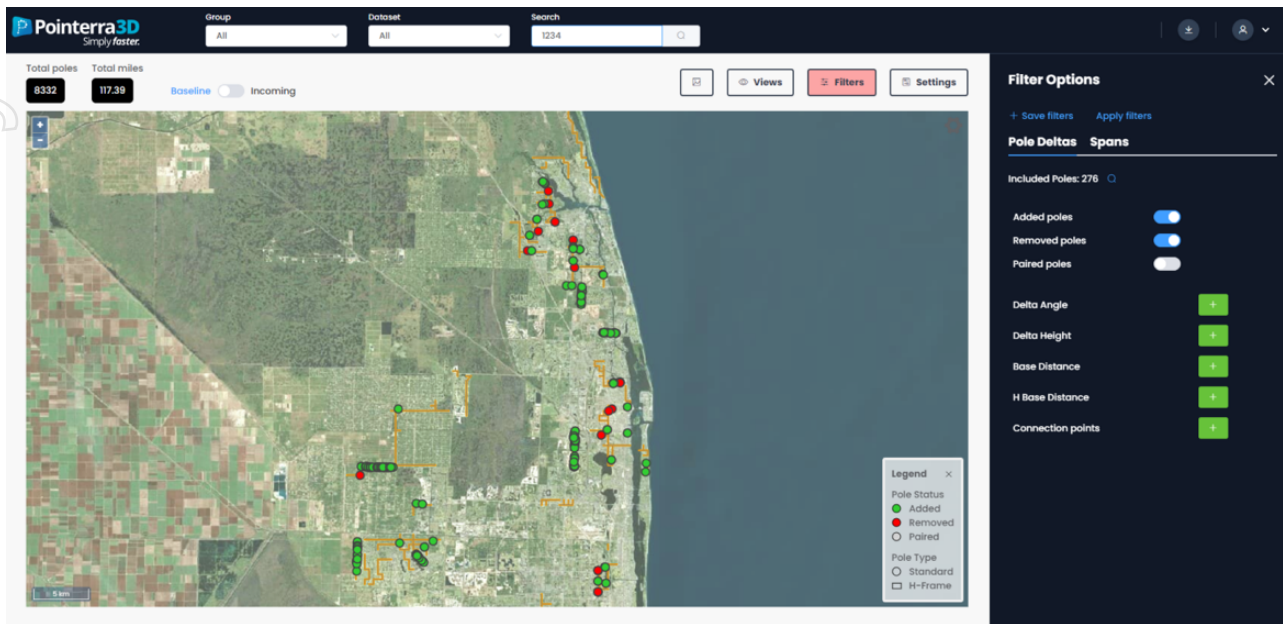 Pointerra3D
Simply faster.
Group
All
Dataset
All
Search
1234
Total poles
8332
Total miles
117.39
Baseline
Incoming
Views
Filters
Settings
+
-
5 km
Legend ×
Pole Status
Added
Removed
Paired
Pole Type
Standard
H-Frame
Filter Options
+ Save filters Apply filters
Pole Deltas Spans
Included Poles: 276
Added poles
Removed poles
Paired poles
Delta Angle +
Delta Height +
Base Distance +
H Base Distance +
Connection points +